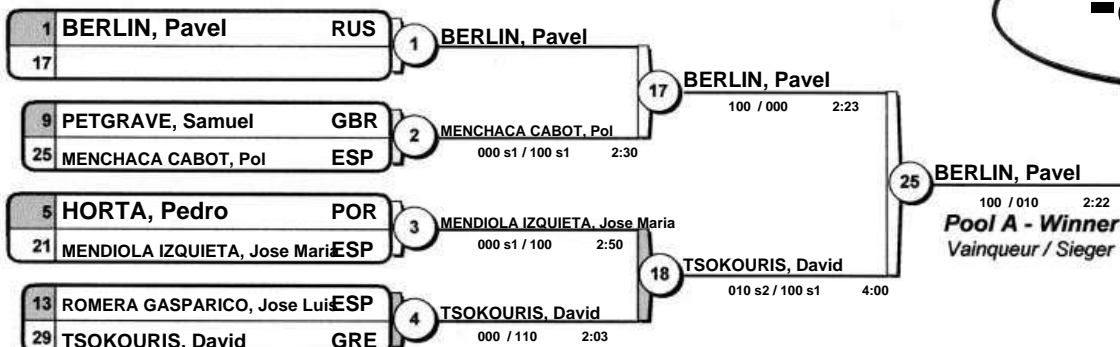 1 BERLIN, Pavel RUS
17
1
BERLIN, Pavel
9 PETGRAVE, Samuel GBR
25 MENCHACA CABOT, Pol ESP
2
MENCHACA CABOT, Pol
000 s1 / 100 s1 2:30
17
BERLIN, Pavel
100 / 000 2:23
5 HORTA, Pedro POR
21 MENDIOLA IZQUIETA, Jose Maria ESP
3
MENDIOLA IZQUIETA, Jose Maria
000 s1 / 100 2:50
13 ROMERA GASPARICO, Jose Luis ESP
29 TSOKOURIS, David GRE
4
TSOKOURIS, David
000 / 110 2:03
18
TSOKOURIS, David
010 s2 / 100 s1 4:00
25
BERLIN, Pavel
100 / 010 2:22
Pool A - Winner
Vainqueur / Sieger